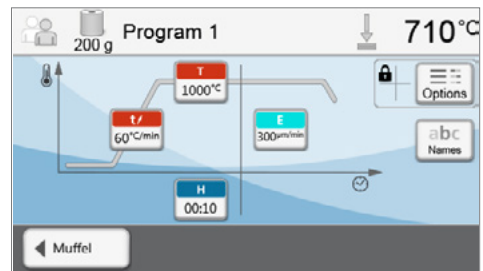 200 g
Program 1
710°C
T
1000°C
Options
t/
60°C/min
E
300µm/min
abc
Names
H
00:10
Muffel